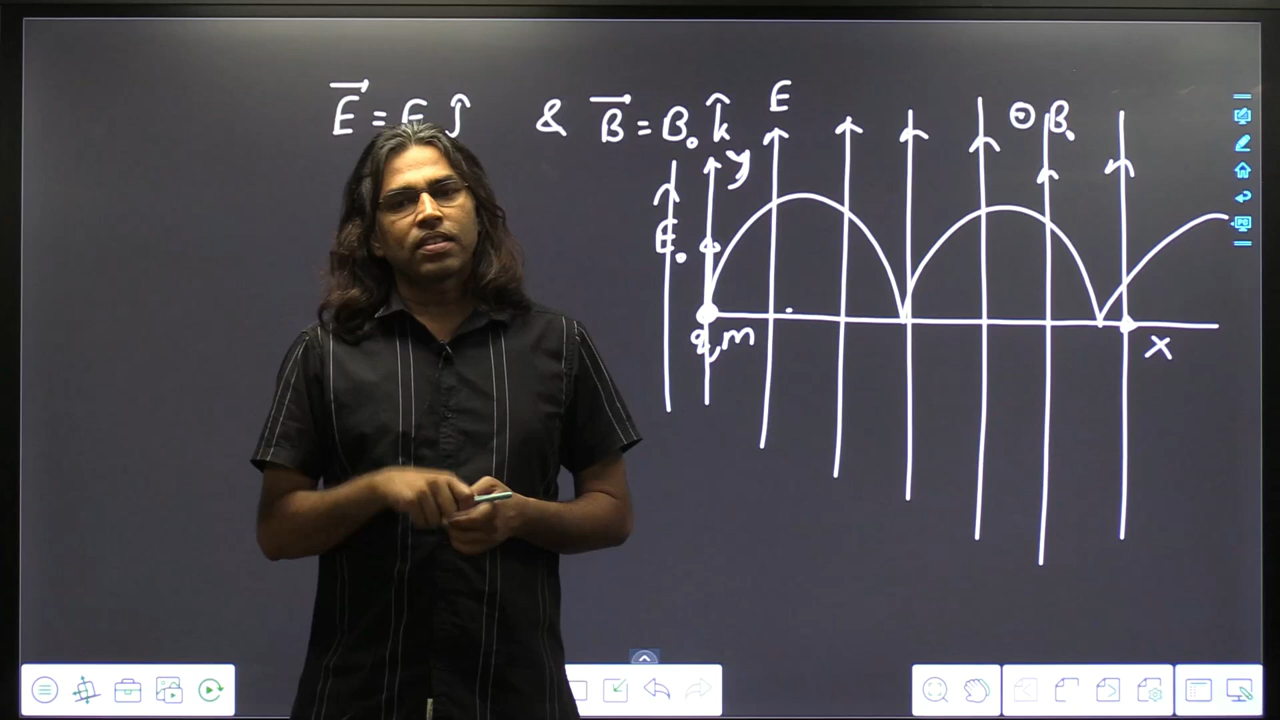 E⃗ = E ĵ & B⃗ = B₀ k̂
E
⊙ B₀
y
E₀
q, m
x